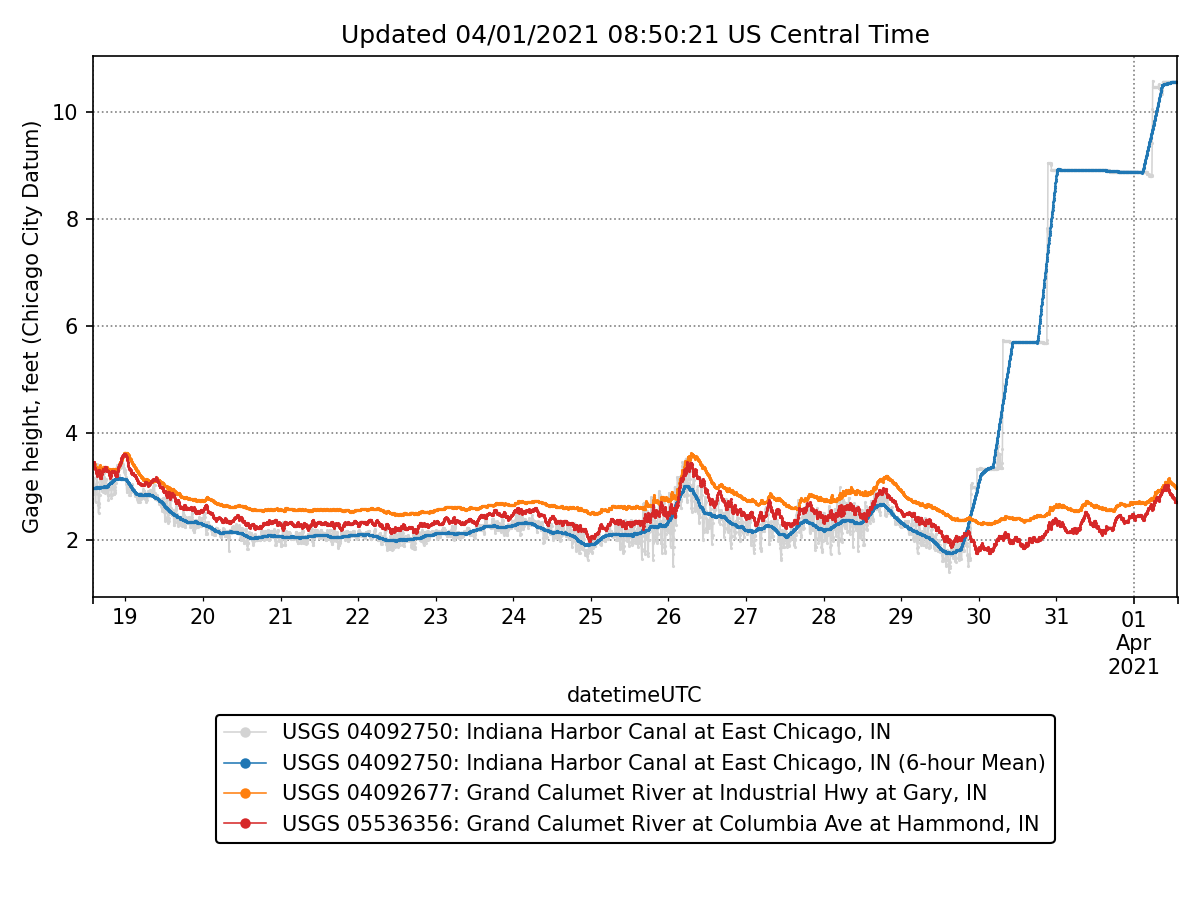 Updated 04/01/2021 08:50:21 US Central Time
Gage height, feet (Chicago City Datum)
10
8
6
4
2
19 20 21 22 23 24 25 26 27 28 29 30 31 01
Apr
2021
datetimeUTC
USGS 04092750: Indiana Harbor Canal at East Chicago, IN
USGS 04092750: Indiana Harbor Canal at East Chicago, IN (6-hour Mean)
USGS 04092677: Grand Calumet River at Industrial Hwy at Gary, IN
USGS 05536356: Grand Calumet River at Columbia Ave at Hammond, IN